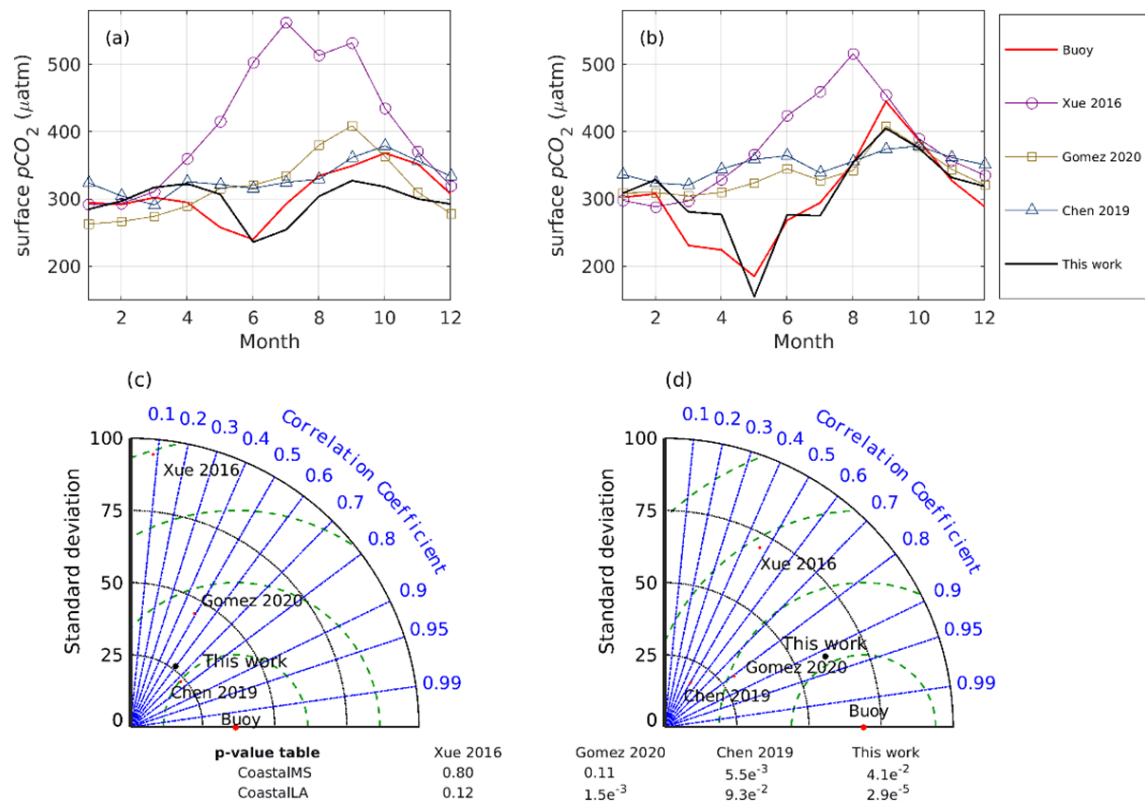 (a)
(b)
500
400
300
200
surface pCO2 (μatm)
2
4
6
8
10
12
Month
500
400
300
200
surface pCO2 (μatm)
2
4
6
8
10
12
Month
Buoy
Xue 2016
Gomez 2020
Chen 2019
This work
(c)
100
75
50
25
0
Standard deviation
0.1
0.2
0.3
0.4
0.5
0.6
0.7
0.8
0.9
0.95
0.99
Correlation Coefficient
Xue 2016
Gomez 2020
This work
Chen 2019
Buoy
(d)
100
75
50
25
0
Standard deviation
0.1
0.2
0.3
0.4
0.5
0.6
0.7
0.8
0.9
0.95
0.99
Correlation Coefficient
Xue 2016
This work
Gomez 2020
Chen 2019
Buoy
p-value table Xue 2016 Gomez 2020 Chen 2019 This work
CoastalMS 0.80 0.11 5.5e-3 4.1e-2
CoastalLA 0.12 1.5e-3 9.3e-2 2.9e-5